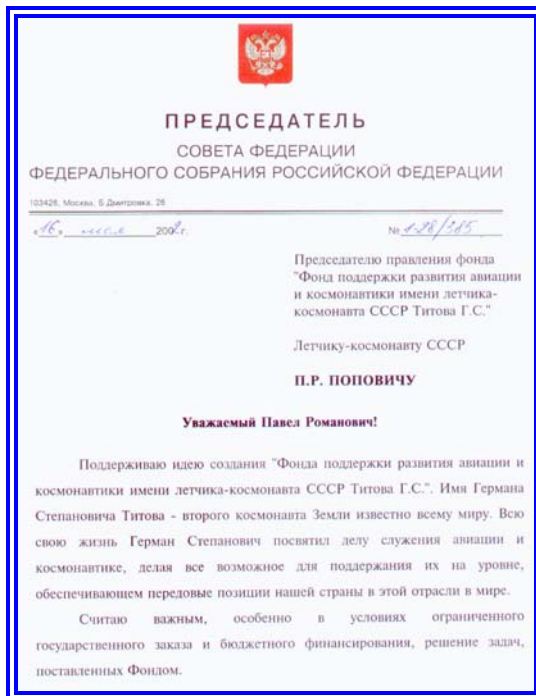 ПРЕДСЕДАТЕЛЬ
СОВЕТА ФЕДЕРАЦИИ
ФЕДЕРАЛЬНОГО СОБРАНИЯ РОССИЙСКОЙ ФЕДЕРАЦИИ
103426, Москва, Б.Дмитровка, 26
«16» мая 2002г. № 1-28/385
Председателю правления фонда
"Фонд поддержки развития авиации
и космонавтики имени летчика-
космонавта СССР Титова Г.С."
Летчику-космонавту СССР
П.Р. ПОПОВИЧУ
Уважаемый Павел Романович!
Поддерживаю идею создания "Фонда поддержки развития авиации и
космонавтики имени летчика-космонавта СССР Титова Г.С.". Имя Германа
Степановича Титова - второго космонавта Земли известно всему миру. Всю
свою жизнь Герман Степанович посвятил делу служения авиации и
космонавтике, делая все возможное для поддержания их на уровне,
обеспечивающем передовые позиции нашей страны в этой отрасли в мире.
Считаю важным, особенно в условиях ограниченного
государственного заказа и бюджетного финансирования, решение задач,
поставленных Фондом.